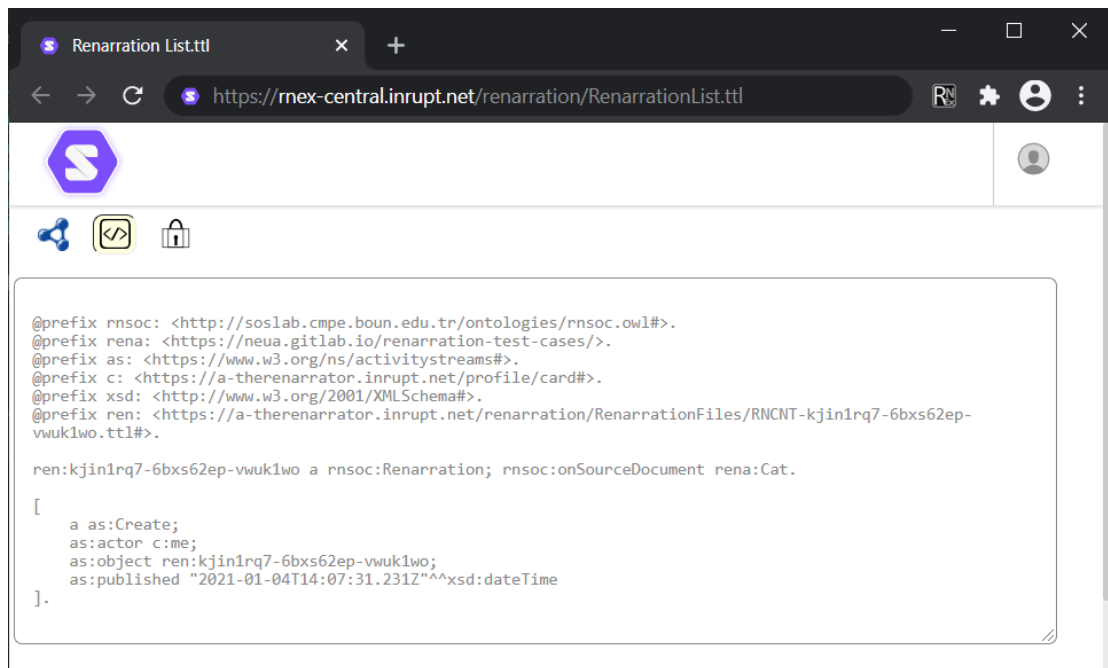 Renarration List.ttl
https://rnex-central.inrupt.net/renarration/RenarrationList.ttl
@prefix rnsoc: <http://soslab.cmpe.boun.edu.tr/ontologies/rnsoc.owl#>.
@prefix rena: <https://neua.gitlab.io/renarration-test-cases/>.
@prefix as: <https://www.w3.org/ns/activitystreams#>.
@prefix c: <https://a-therenarrator.inrupt.net/profile/card#>.
@prefix xsd: <http://www.w3.org/2001/XMLSchema#>.
@prefix ren: <https://a-therenarrator.inrupt.net/renarration/RenarrationFiles/RNCNT-kjin1rq7-6bxs62ep-
vwuk1wo.ttl#>.
ren:kjin1rq7-6bxs62ep-vwuk1wo a rnsoc:Renarration; rnsoc:onSourceDocument rena:Cat.
[
a as:Create;
as:actor c:me;
as:object ren:kjin1rq7-6bxs62ep-vwuk1wo;
as:published "2021-01-04T14:07:31.231Z"^^xsd:dateTime
].